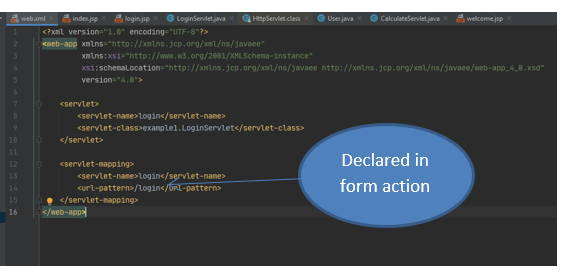 web.xml index.jsp login.jsp LoginServlet.java HttpServlet.class User.java CalculateServlet.java welcome.jsp
1 <?xml version="1.0" encoding="UTF-8"?>
2 <web-app xmlns="http://xmlns.jcp.org/xml/ns/javaee"
3 xmlns:xsi="http://www.w3.org/2001/XMLSchema-instance"
4 xsi:schemaLocation="http://xmlns.jcp.org/xml/ns/javaee http://xmlns.jcp.org/xml/ns/javaee/web-app_4_0.xsd"
5 version="4.0">
6
7 <servlet>
8 <servlet-name>login</servlet-name>
9 <servlet-class>example1.LoginServlet</servlet-class>
10 </servlet>
11
12 <servlet-mapping>
13 <servlet-name>login</servlet-name>
14 <url-pattern>/login</url-pattern>
15 </servlet-mapping>
16 </web-app>
Declared in
form action